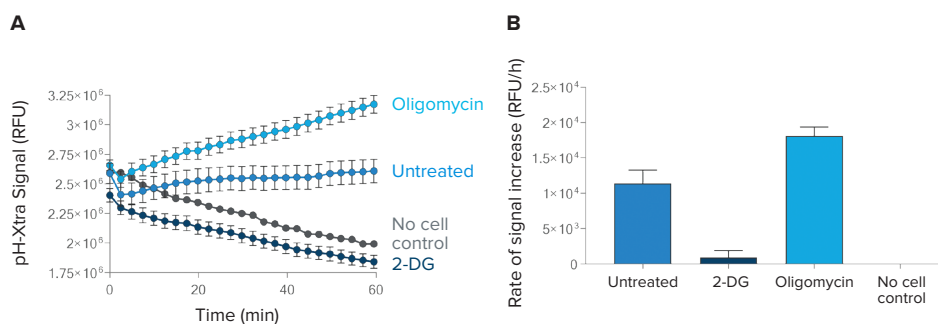 A
pH-Xtra Signal (RFU)
3.25×10⁶
3×10⁶
2.75×10⁶
2.5×10⁶
2.25×10⁶
2×10⁶
1.75×10⁶
0
20
40
60
Time (min)
Oligomycin
Untreated
No cell
control
2-DG
B
Rate of signal increase (RFU/h)
2.5×10⁴
2×10⁴
1.5×10⁴
1×10⁴
5×10³
0
Untreated
2-DG
Oligomycin
No cell
control